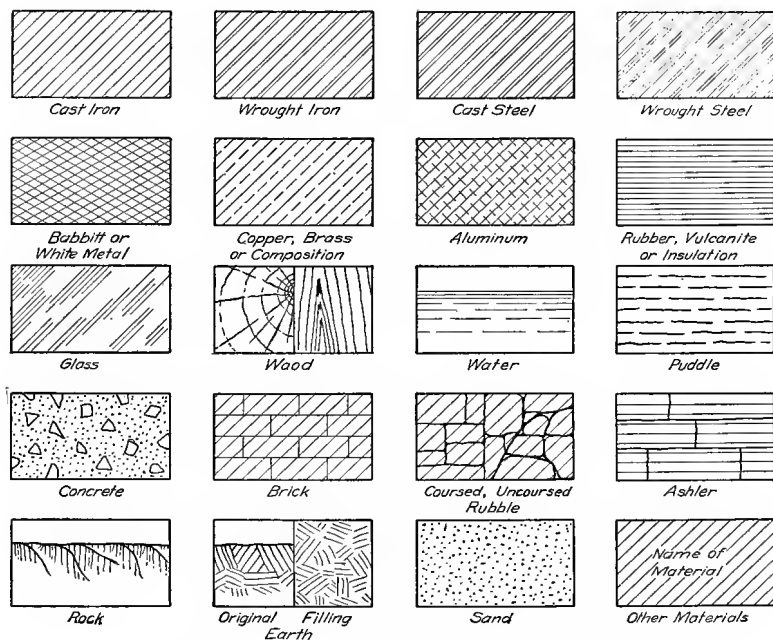 Cast Iron
Wrought Iron
Cast Steel
Wrought Steel
Babbitt or
White Metal
Copper, Brass
or Composition
Aluminum
Rubber, Vulcanite
or Insulation
Glass
Wood
Water
Puddle
Concrete
Brick
Coursed, Uncoursed
Rubble
Ashler
Rock
Original Filling
Earth
Sand
Name of
Material
Other Materials